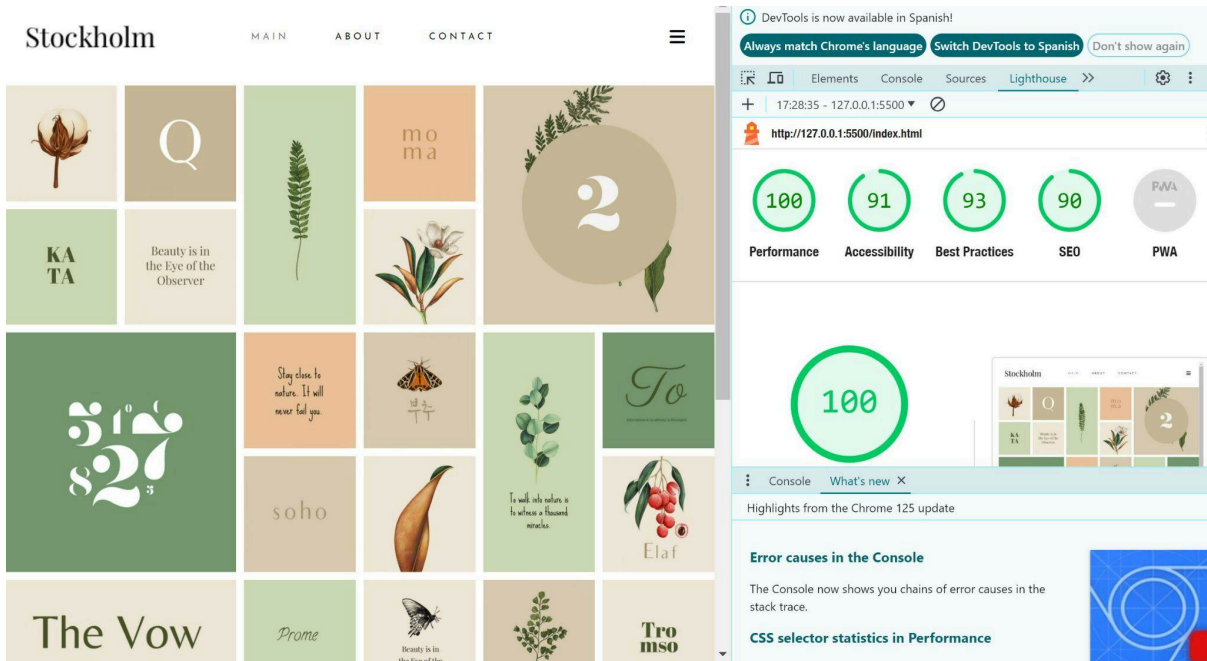 Stockholm
MAIN ABOUT CONTACT
Q
mo
ma
2
KA
TA
Beauty is in
the Eye of the
Observer
Stay close to
nature. It will
never fail you.
부추
To
soho
To walk into nature is
to witness a thousand
miracles.
Elaf
The Vow
Prome
Beauty is in
the Eye of the
Tro
mso
DevTools is now available in Spanish!
Always match Chrome's language Switch DevTools to Spanish Don't show again
Elements Console Sources Lighthouse
17:28:35 - 127.0.0.1:5500
http://127.0.0.1:5500/index.html
100 91 93 90 PWA
Performance Accessibility Best Practices SEO PWA
100
Stockholm
Console What's new
Highlights from the Chrome 125 update
Error causes in the Console
The Console now shows you chains of error causes in the
stack trace.
CSS selector statistics in Performance